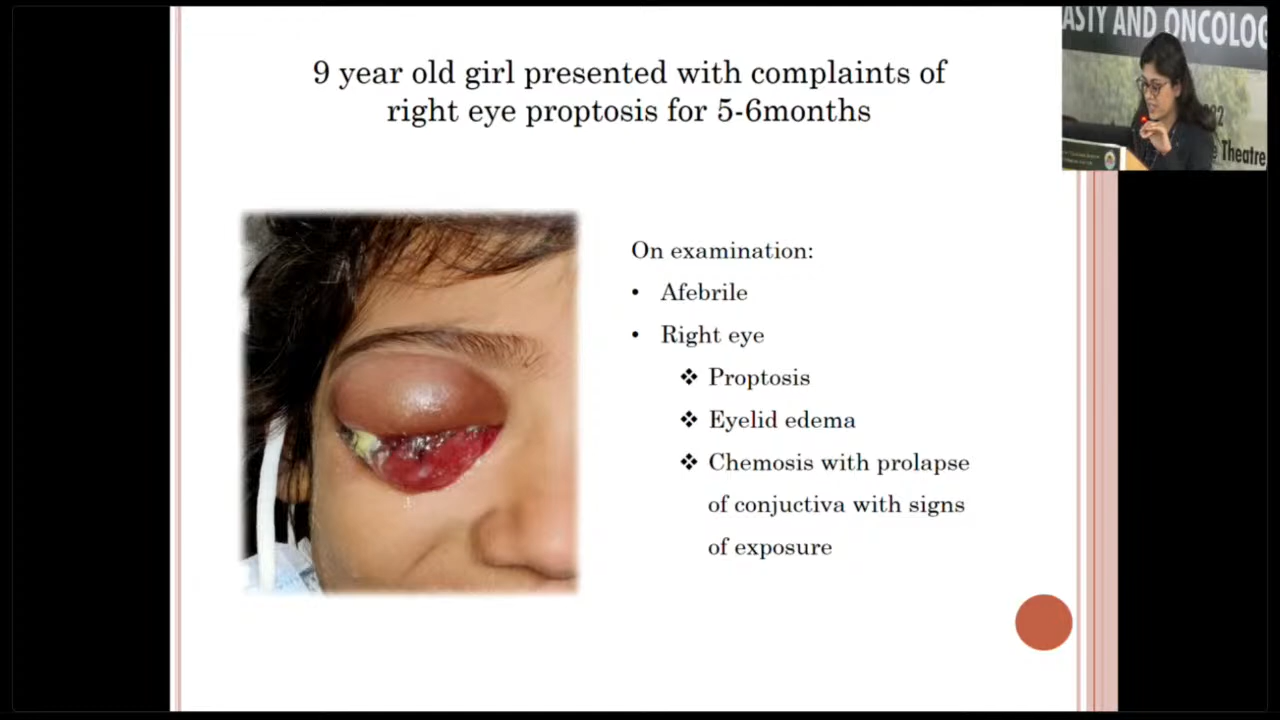 9 year old girl presented with complaints of
right eye proptosis for 5-6months
On examination:
• Afebrile
• Right eye
❖ Proptosis
❖ Eyelid edema
❖ Chemosis with prolapse
of conjuctiva with signs
of exposure
ASTY AND ONCOLOG
Theatre